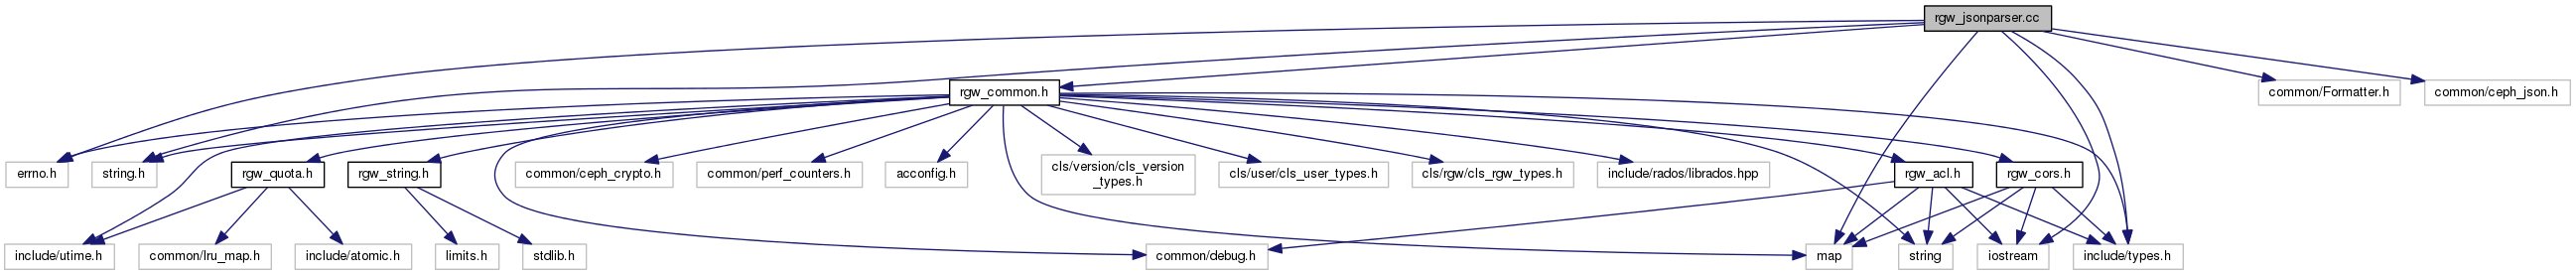 rgw_jsonparser.cc
rgw_common.h
common/Formatter.h
common/ceph_json.h
errno.h
string.h
rgw_quota.h
rgw_string.h
common/ceph_crypto.h
common/perf_counters.h
acconfig.h
cls/version/cls_version
_types.h
cls/user/cls_user_types.h
cls/rgw/cls_rgw_types.h
include/rados/librados.hpp
rgw_acl.h
rgw_cors.h
include/utime.h
common/lru_map.h
include/atomic.h
limits.h
stdlib.h
common/debug.h
map
string
iostream
include/types.h